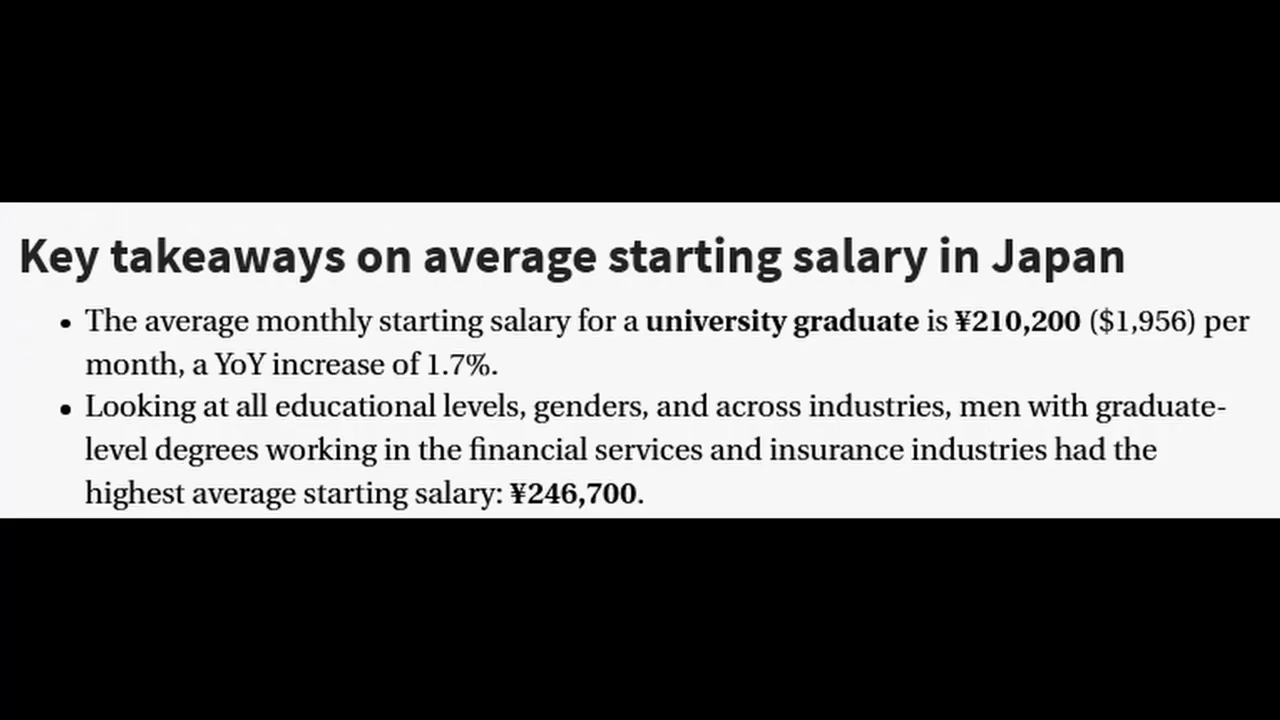 Key takeaways on average starting salary in Japan
• The average monthly starting salary for a university graduate is ¥210,200 ($1,956) per
month, a YoY increase of 1.7%.
• Looking at all educational levels, genders, and across industries, men with graduate-
level degrees working in the financial services and insurance industries had the
highest average starting salary: ¥246,700.